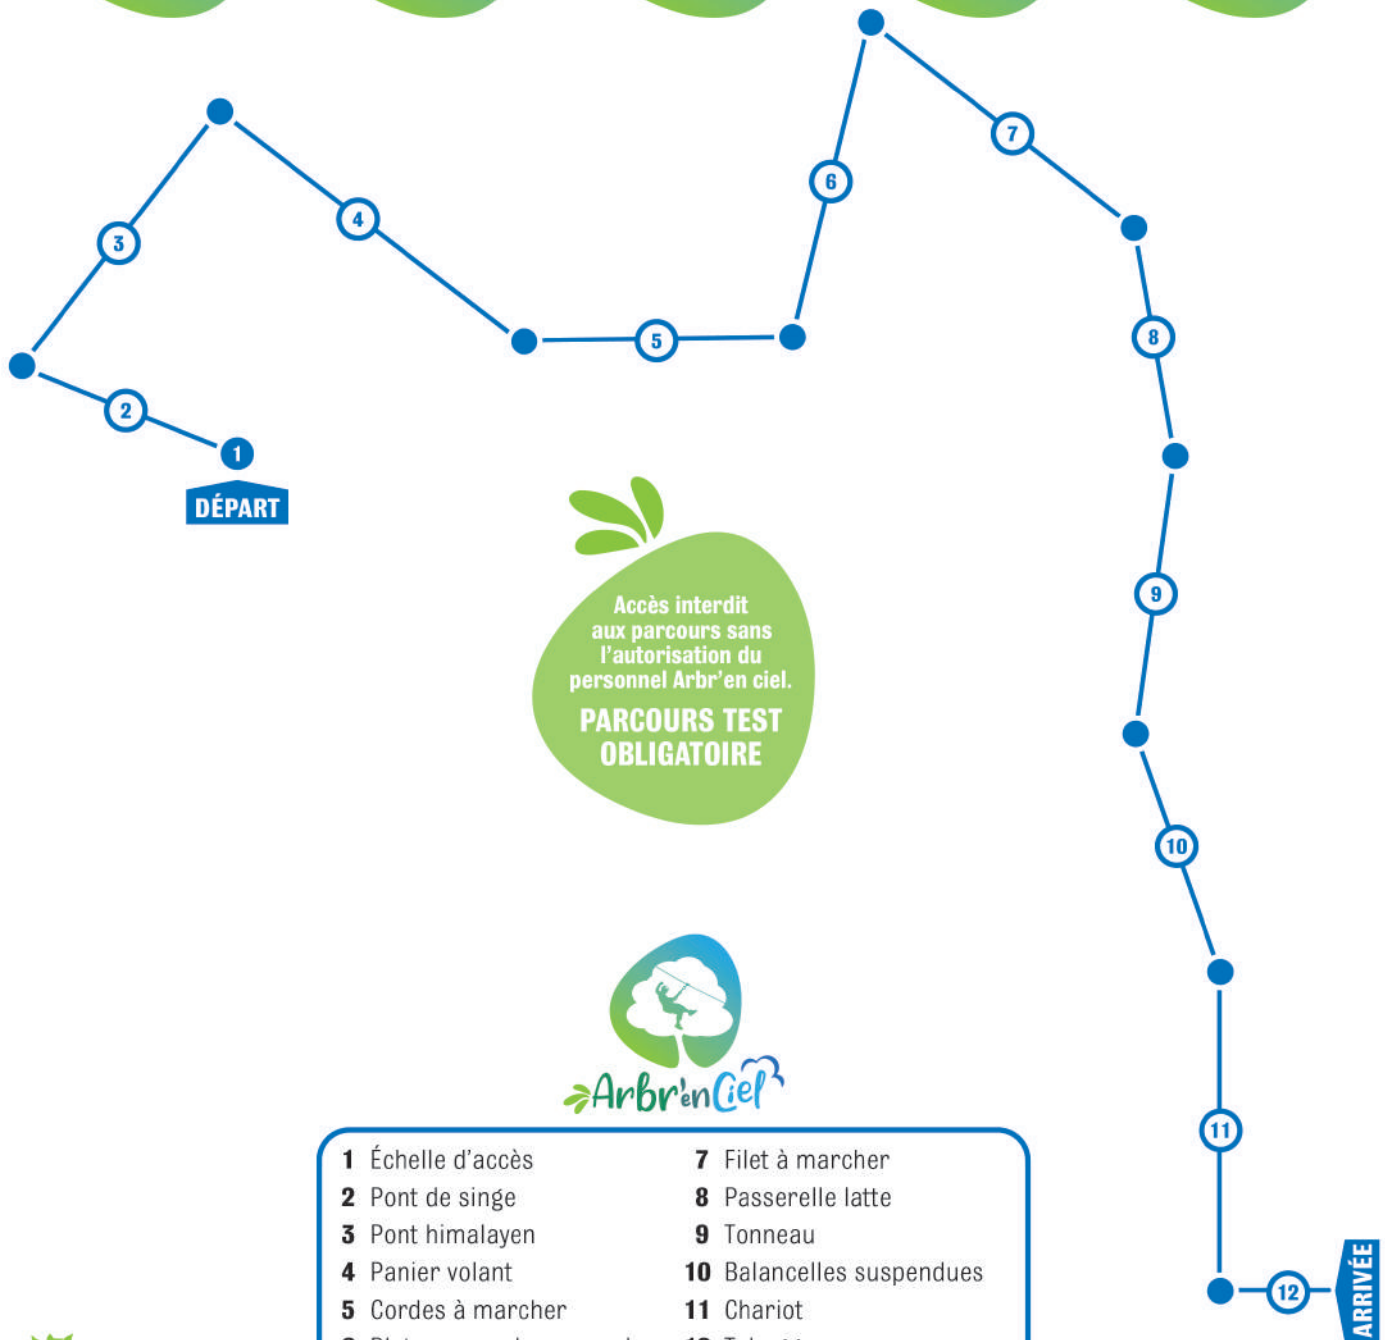 7
6
4
3
8
5
2
1
DÉPART
9
Accès interdit
aux parcours sans
l'autorisation du
personnel Arbr'en ciel.
PARCOURS TEST
OBLIGATOIRE
10
Arbr'en Ciel
11
12
ARRIVÉE
1 Échelle d'accès
2 Pont de singe
3 Pont himalayen
4 Panier volant
5 Cordes à marcher
7 Filet à marcher
8 Passerelle latte
9 Tonneau
10 Balancelles suspendues
11 Chariot